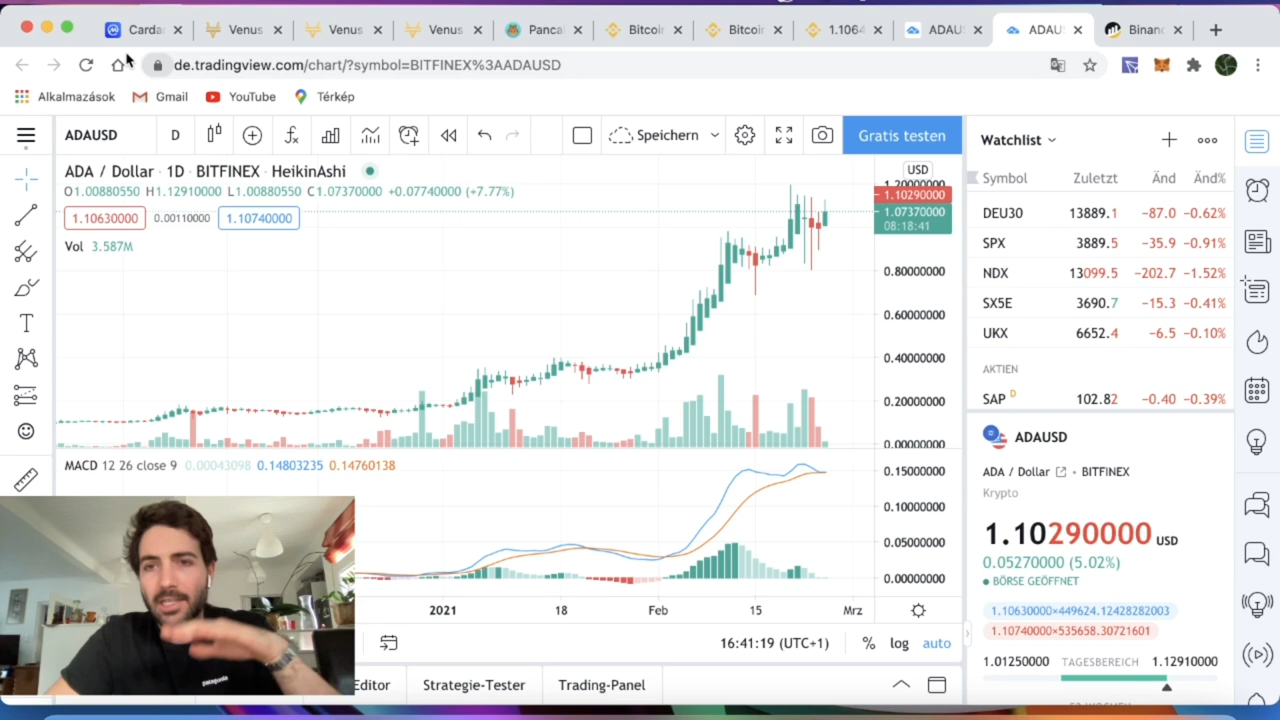 Cardar
Venus
Venus
Venus
Panca
Bitcoir
Bitcoir
1.1064
ADAU
ADAU
Binanc
de.tradingview.com/chart/?symbol=BITFINEX%3AADAUSD
Alkalmazások Gmail YouTube Térkép
ADAUSD D Speichern Gratis testen
ADA / Dollar · 1D · BITFINEX · HeikinAshi
O1.00880550 H1.12910000 L1.00880550 C1.07370000 +0.07740000 (+7.77%)
1.10630000 0.00110000 1.10740000
Vol 3.587M
USD
1.20000000
1.10290000
1.07370000
08:18:41
0.80000000
0.60000000
0.40000000
0.20000000
0.00000000
MACD 12 26 close 9 0.00043098 0.14803235 0.14760138
0.15000000
0.10000000
0.05000000
0.00000000
2021 18 Feb 15 Mrz
16:41:19 (UTC+1) % log auto
Editor Strategie-Tester Trading-Panel
Watchlist
Symbol Zuletzt Änd Änd%
DEU30 13889.1 −87.0 −0.62%
SPX 3889.5 −35.9 −0.91%
NDX 13099.5 −202.7 −1.52%
SX5E 3690.7 −15.3 −0.41%
UKX 6652.4 −6.5 −0.10%
AKTIEN
SAP D 102.82 −0.40 −0.39%
ADAUSD
ADA / Dollar • BITFINEX
Krypto
1.10290000 USD
0.05270000 (5.02%)
BÖRSE GEÖFFNET
1.10630000×449624.12428282003
1.10740000×535658.30721601
1.01250000 TAGESBEREICH 1.12910000
patagonia